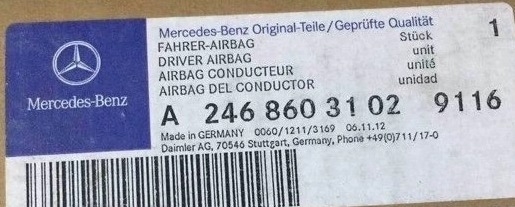 Mercedes-Benz
Mercedes-Benz Original-Teile/Geprüfte Qualität
FAHRER-AIRBAG Stück 1
DRIVER AIRBAG unit
AIRBAG CONDUCTEUR unité
AIRBAG DEL CONDUCTOR unidad
A 246 860 31 02 9116
Made in GERMANY 0060/1211/3169 06.11.12
Daimler AG, 70546 Stuttgart, Germany, Phone +49(0)711/17-0